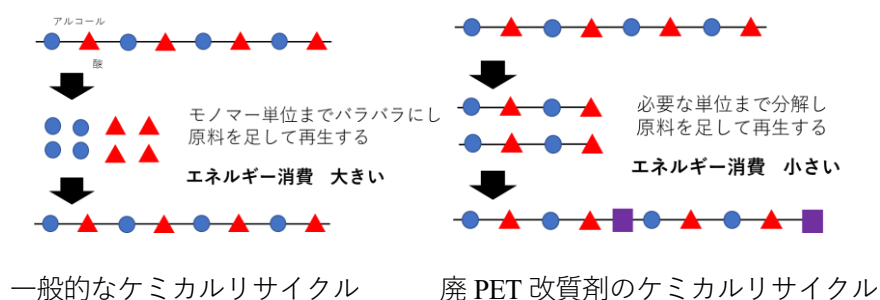 アルコール
酸
モノマー単位までバラバラにし
原料を足して再生する
エネルギー消費　大きい
必要な単位まで分解し
原料を足して再生する
エネルギー消費　小さい
一般的なケミカルリサイクル
廃 PET 改質剤のケミカルリサイクル